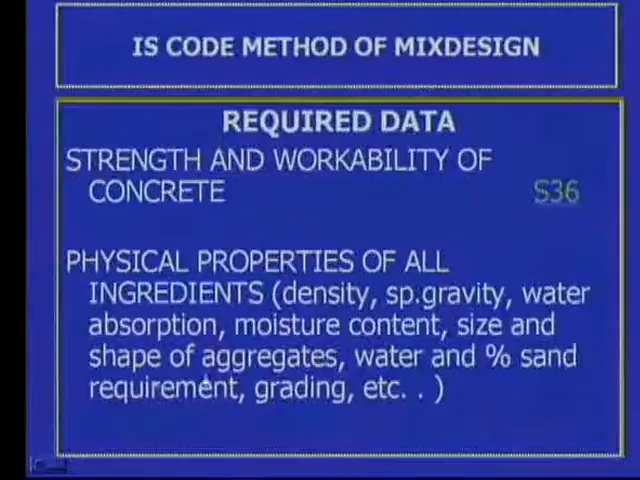 IS CODE METHOD OF MIXDESIGN
REQUIRED DATA
STRENGTH AND WORKABILITY OF
CONCRETE S36
PHYSICAL PROPERTIES OF ALL
INGREDIENTS (density, sp.gravity, water
absorption, moisture content, size and
shape of aggregates, water and % sand
requirement, grading, etc. . )